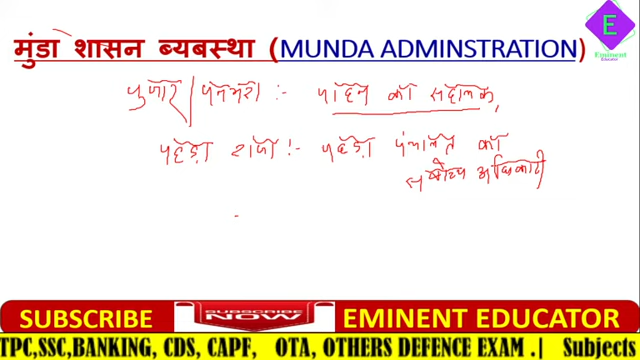 E
Eminent
Educator
मुंडा शासन ब्यबस्था (MUNDA ADMINSTRATION)
पुजार/पनभरा :- पाहन का सहायक,
पड़हा राजा :- पड़हा पंचायत का
सर्वोच्च अधिकारी
SUBSCRIBE
SUBSCRIBE
NOW
EMINENT EDUCATOR
TPC,SSC,BANKING, CDS, CAPF, OTA, OTHERS DEFENCE EXAM .| Subjects